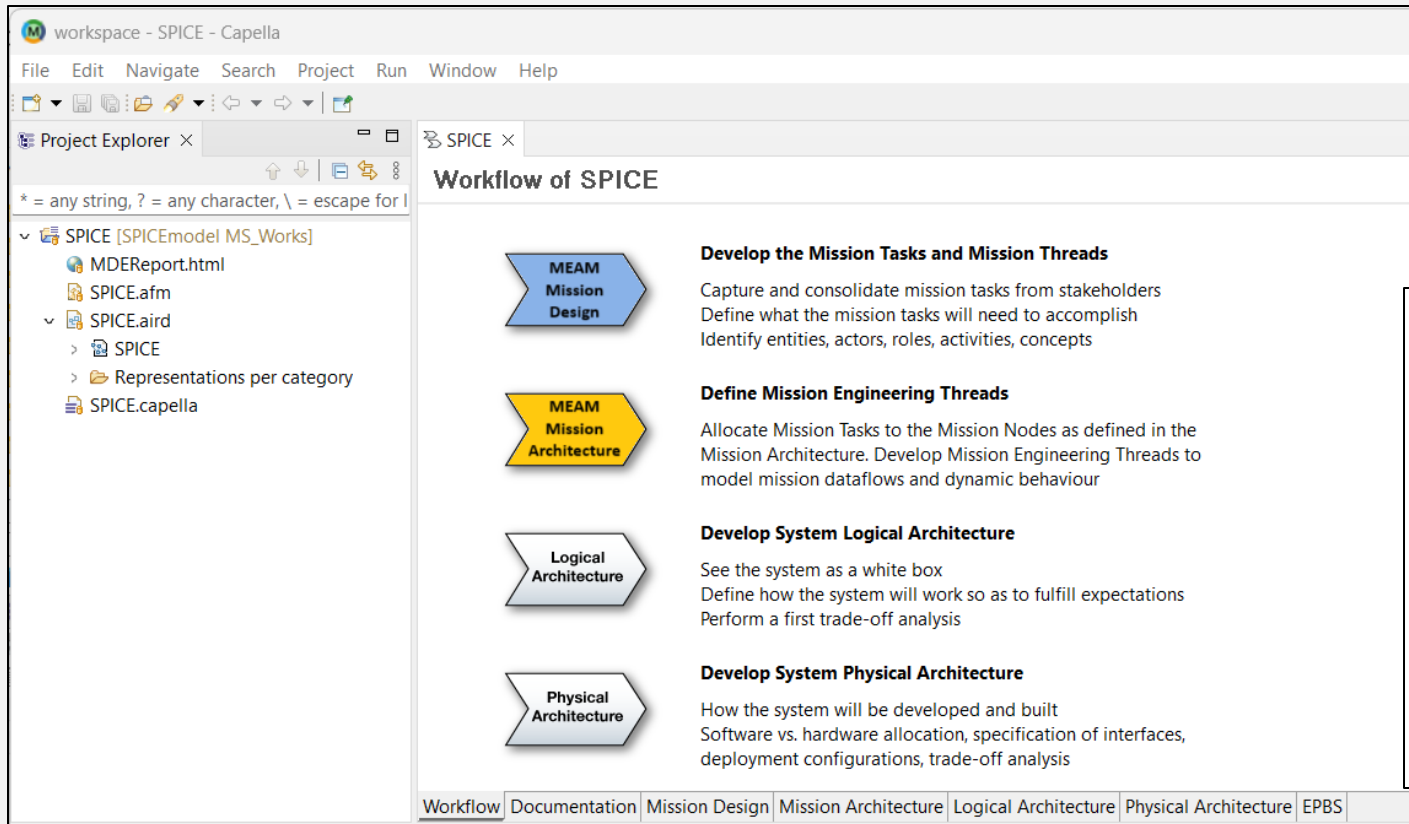 workspace - SPICE - Capella
File Edit Navigate Search Project Run Window Help
Project Explorer
* = any string, ? = any character, \ = escape for l
SPICE [SPICEmodel MS_Works]
MDEReport.html
SPICE.afm
SPICE.aird
SPICE
Representations per category
SPICE.capella
SPICE
Workflow of SPICE
MEAM
Mission
Design
Develop the Mission Tasks and Mission Threads
Capture and consolidate mission tasks from stakeholders
Define what the mission tasks will need to accomplish
Identify entities, actors, roles, activities, concepts
MEAM
Mission
Architecture
Define Mission Engineering Threads
Allocate Mission Tasks to the Mission Nodes as defined in the
Mission Architecture. Develop Mission Engineering Threads to
model mission dataflows and dynamic behaviour
Logical
Architecture
Develop System Logical Architecture
See the system as a white box
Define how the system will work so as to fulfill expectations
Perform a first trade-off analysis
Physical
Architecture
Develop System Physical Architecture
How the system will be developed and built
Software vs. hardware allocation, specification of interfaces,
deployment configurations, trade-off analysis
Workflow Documentation Mission Design Mission Architecture Logical Architecture Physical Architecture EPBS